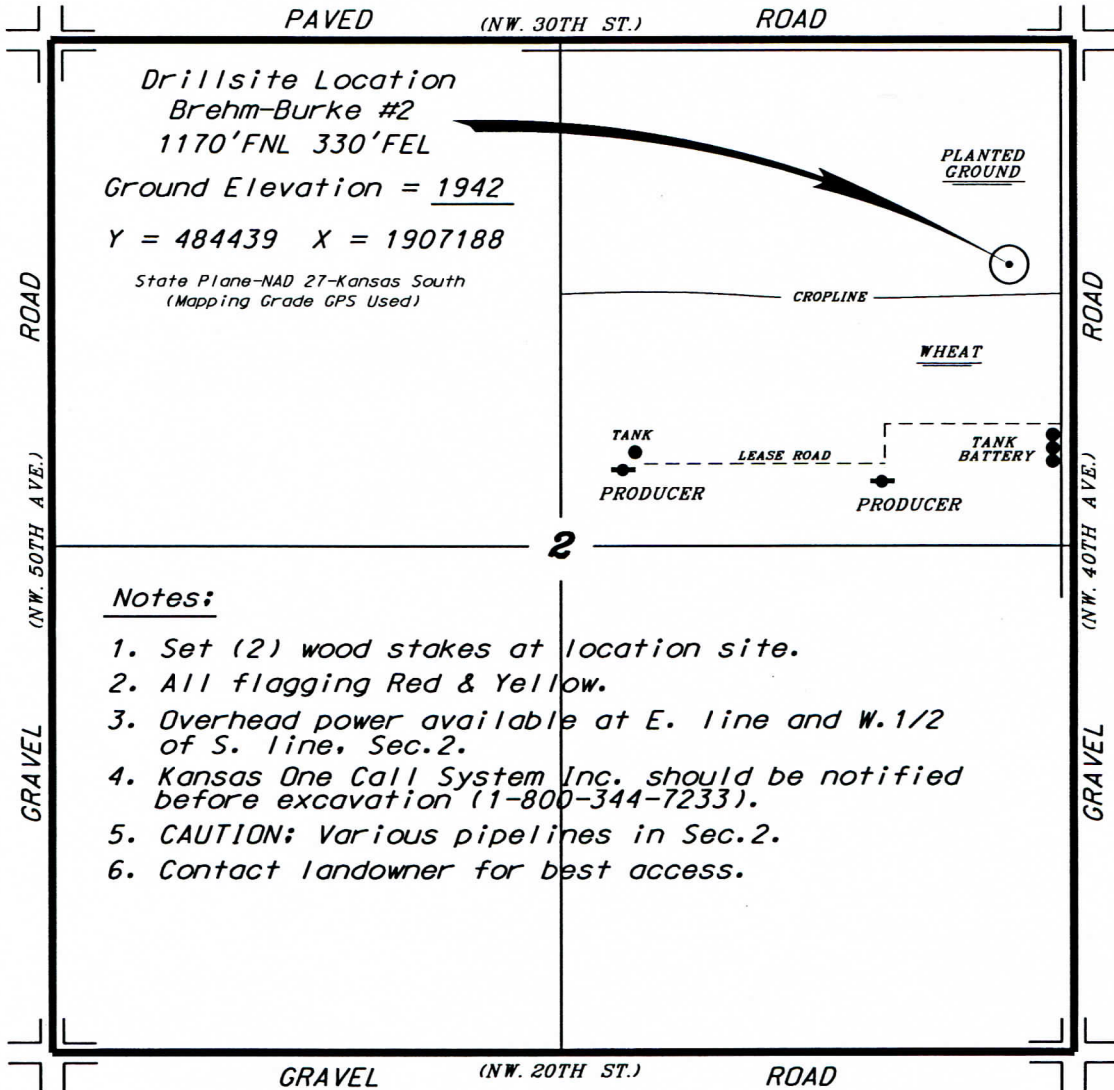 PAVED (NW. 30TH ST.) ROAD
Drillsite Location
Brehm-Burke #2
1170'FNL 330'FEL
Ground Elevation = 1942
Y = 484439 X = 1907188
State Plane-NAD 27-Kansas South
(Mapping Grade GPS Used)
PLANTED
GROUND
CROPLINE
WHEAT
TANK
LEASE ROAD
TANK
BATTERY
PRODUCER
PRODUCER
GRAVEL (NW. 50TH AVE.) ROAD
GRAVEL (NW. 40TH AVE.) ROAD
2
Notes:
1. Set (2) wood stakes at location site.
2. All flagging Red & Yellow.
3. Overhead power available at E. line and W.1/2
of S. line, Sec.2.
4. Kansas One Call System Inc. should be notified
before excavation (1-800-344-7233).
5. CAUTION: Various pipelines in Sec.2.
6. Contact landowner for best access.
GRAVEL (NW. 20TH ST.) ROAD